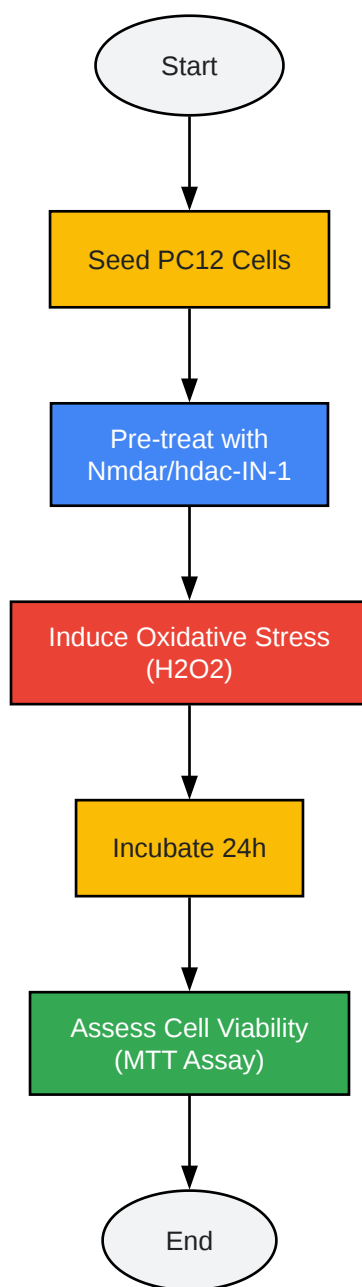 Start
Seed PC12 Cells
Pre-treat with
Nmdar/hdac-IN-1
Induce Oxidative Stress
(H2O2)
Incubate 24h
Assess Cell Viability
(MTT Assay)
End